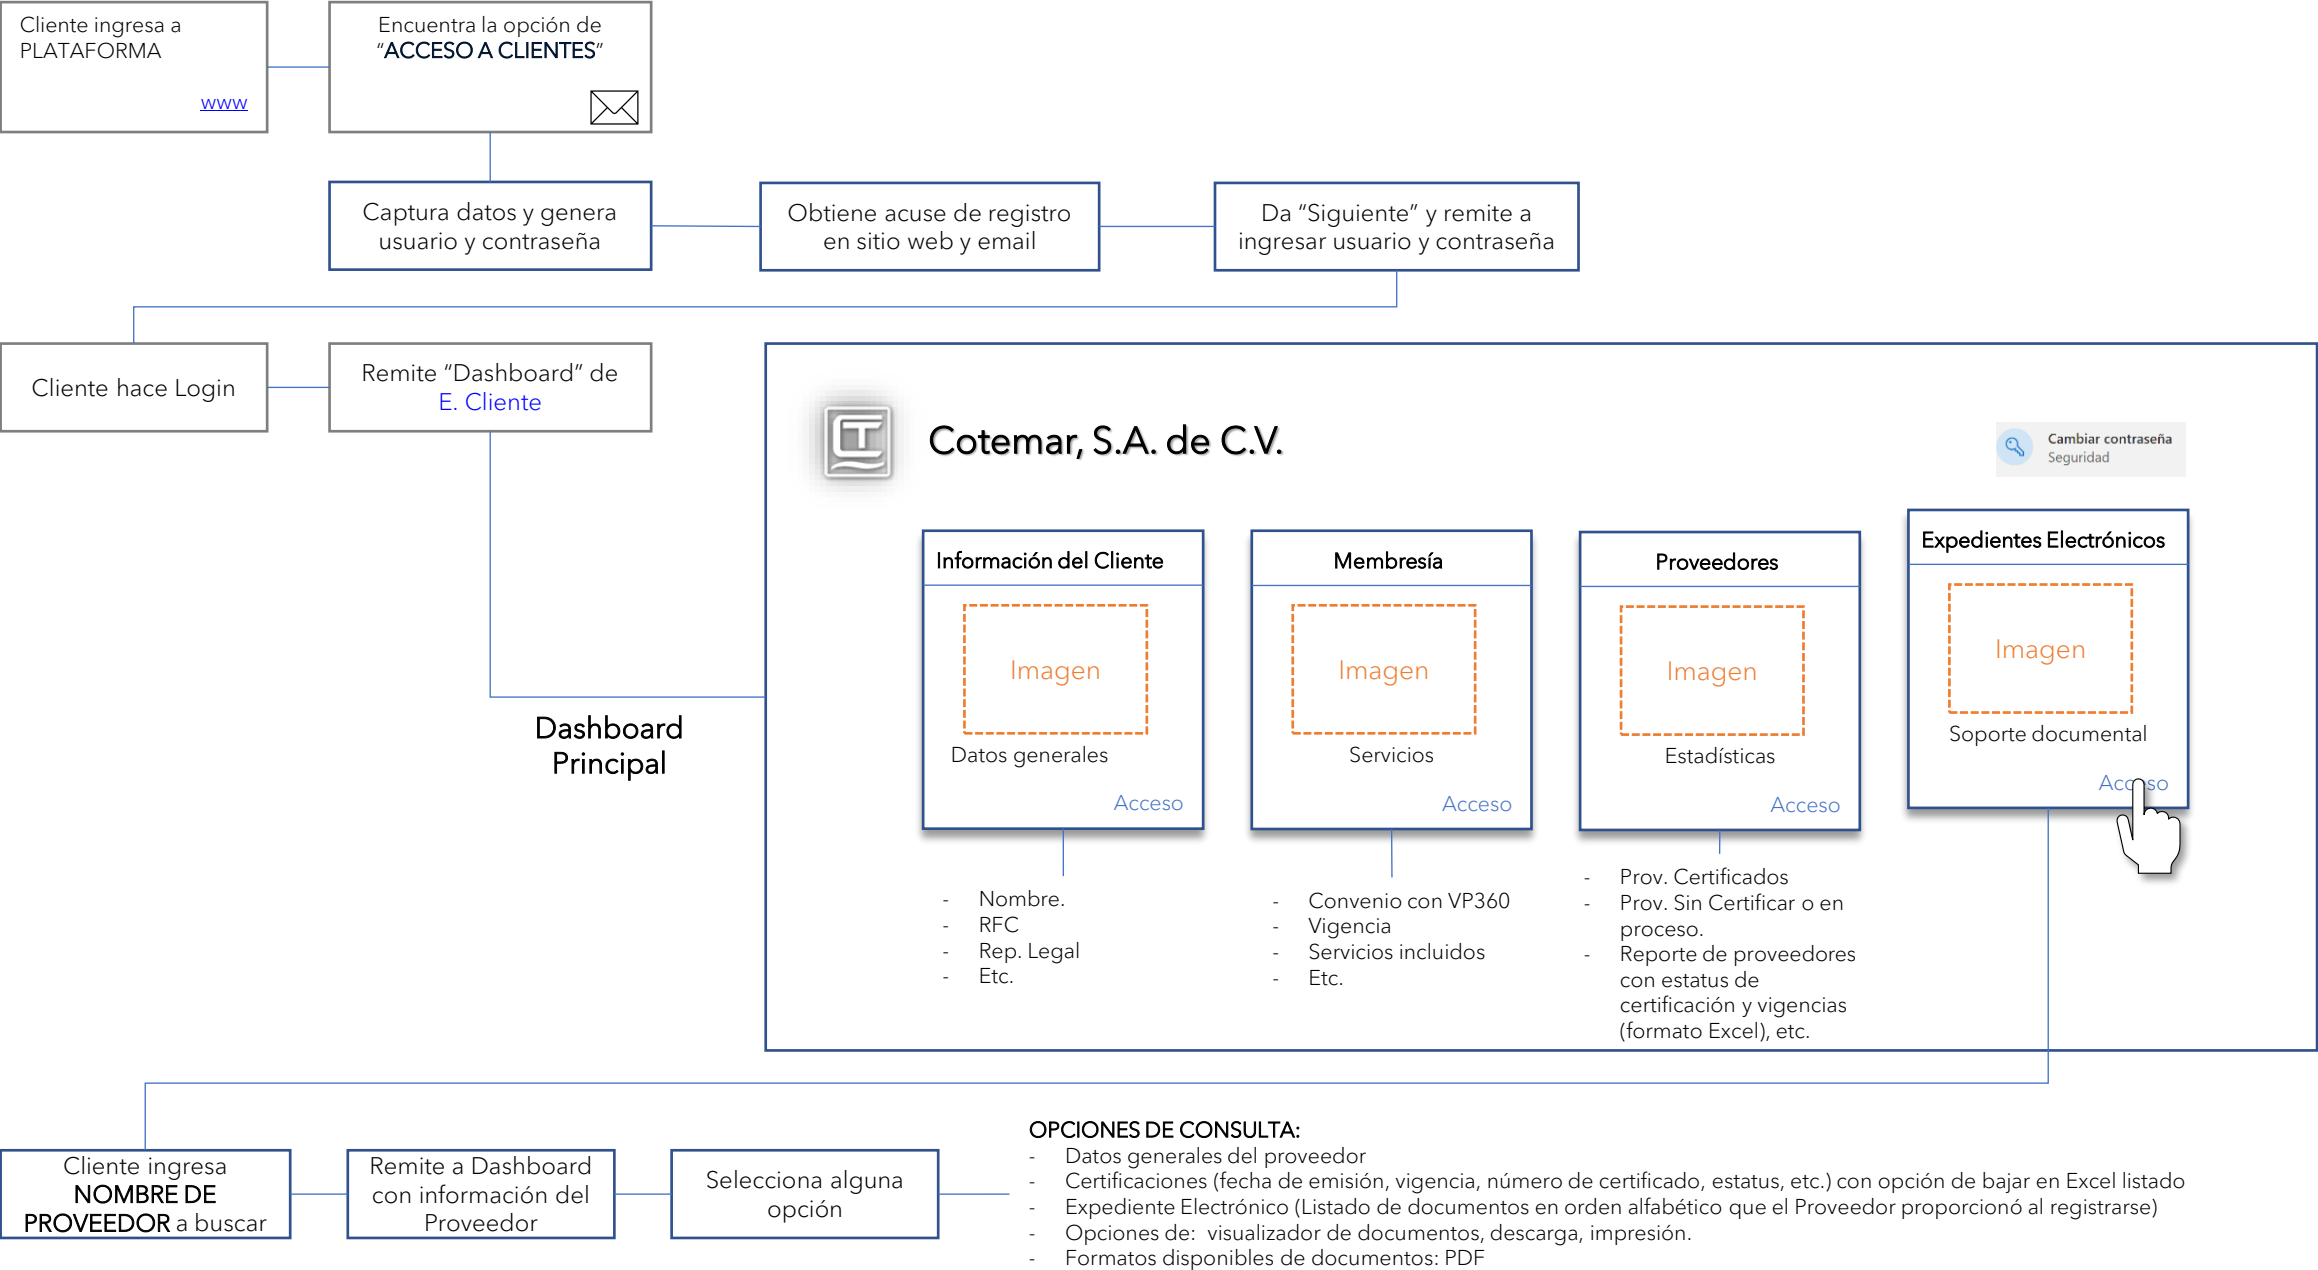 Cliente ingresa a
PLATAFORMA
www
Encuentra la opción de
“ACCESO A CLIENTES”
Captura datos y genera
usuario y contraseña
Obtiene acuse de registro
en sitio web y email
Da “Siguiente” y remite a
ingresar usuario y contraseña
Cliente hace Login
Remite “Dashboard” de
E. Cliente
Dashboard
Principal
Cotemar, S.A. de C.V.
Cambiar contraseña
Seguridad
Información del Cliente
Imagen
Datos generales
Acceso
- Nombre.
- RFC
- Rep. Legal
- Etc.
Membresía
Imagen
Servicios
Acceso
- Convenio con VP360
- Vigencia
- Servicios incluidos
- Etc.
Proveedores
Imagen
Estadísticas
Acceso
- Prov. Certificados
- Prov. Sin Certificar o en
proceso.
- Reporte de proveedores
con estatus de
certificación y vigencias
(formato Excel), etc.
Expedientes Electrónicos
Imagen
Soporte documental
Acceso
Cliente ingresa
NOMBRE DE
PROVEEDOR a buscar
Remite a Dashboard
con información del
Proveedor
Selecciona alguna
opción
OPCIONES DE CONSULTA:
- Datos generales del proveedor
- Certificaciones (fecha de emisión, vigencia, número de certificado, estatus, etc.) con opción de bajar en Excel listado
- Expediente Electrónico (Listado de documentos en orden alfabético que el Proveedor proporcionó al registrarse)
- Opciones de:  visualizador de documentos, descarga, impresión.
- Formatos disponibles de documentos: PDF